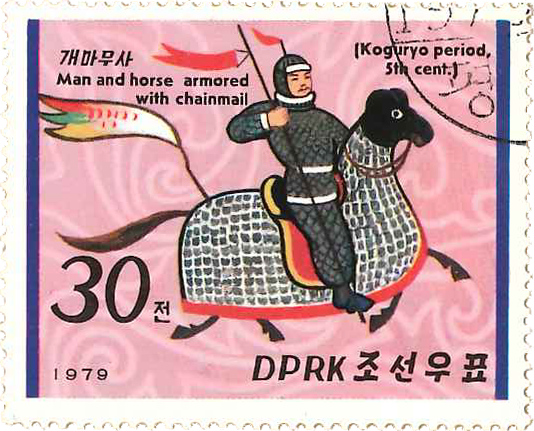 개마무사
Man and horse armored
with chainmail
(Koguryo period,
5th cent.)
30전
1979
DPRK 조선우표